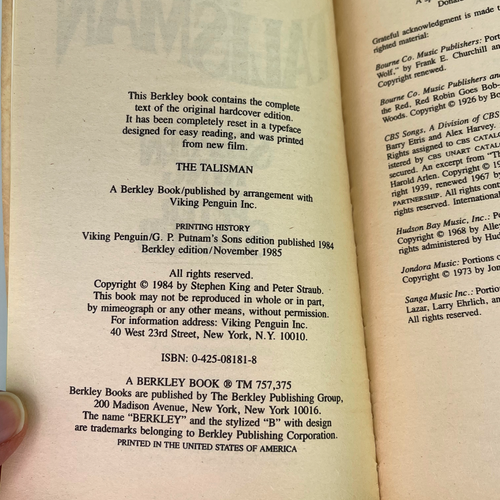 This Berkley book contains the complete
text of the original hardcover edition.
It has been completely reset in a typeface
designed for easy reading, and was printed
from new film.
THE TALISMAN
A Berkley Book/published by arrangement with
Viking Penguin Inc.
PRINTING HISTORY
Viking Penguin/G. P. Putnam's Sons edition published 1984
Berkley edition/November 1985
All rights reserved.
Copyright © 1984 by Stephen King and Peter Straub.
This book may not be reproduced in whole or in part,
by mimeograph or any other means, without permission.
For information address: Viking Penguin Inc.
40 West 23rd Street, New York, N.Y. 10010.
ISBN: 0-425-08181-8
A BERKLEY BOOK ® TM 757,375
Berkley Books are published by The Berkley Publishing Group,
200 Madison Avenue, New York, New York 10016.
The name "BERKLEY" and the stylized "B" with design
are trademarks belonging to Berkley Publishing Corporation.
PRINTED IN THE UNITED STATES OF AMERICA
Grateful acknowledgment is made t
righted material:
Bourne Co. Music Publishers: Port
Wolf," by Frank E. Churchill and
Copyright renewed.
Bourne Co. Music Publishers and
the Red, Red Robin Goes Bob-
Woods. Copyright © 1926 by Bo
CBS Songs, A Division of CBS
Barry Etris and Alex Harvey.
Rights assigned to CBS CATALO
istered by CBS UNART CATAL
secured. An excerpt from "Th
Harold Arlen. Copyright © 19
right 1939, renewed 1967 by
PARTNERSHIP. All rights cont
rights reserved. Internationa
Hudson Bay Music, Inc.:
Copyright © 1968 by Alley
rights administered by Hud
Jondora Music: Portions o
Copyright © 1973 by Jon
Sanga Music Inc.: Portio
Lazar, Larry Ehrlich, an
All rights reserved.